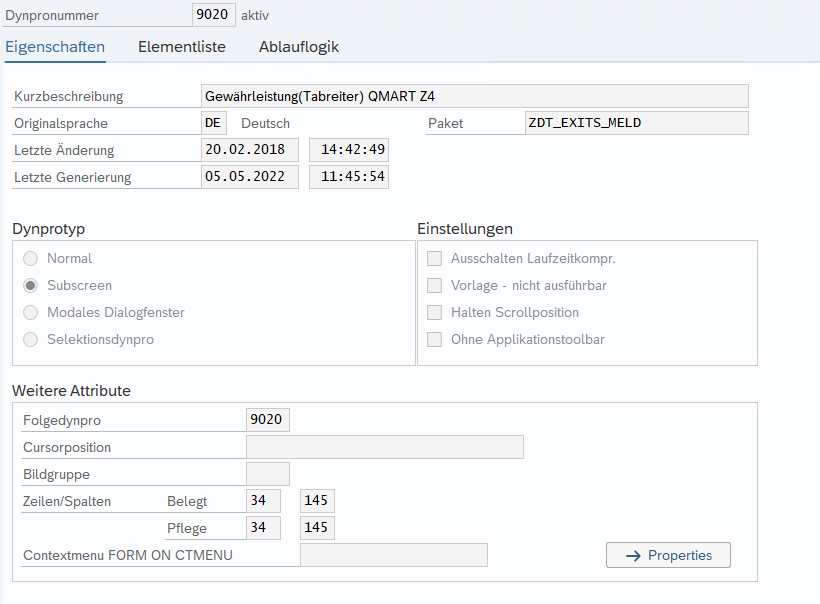 Dynpronummer 9020 aktiv
Eigenschaften Elementliste Ablauflogik
Kurzbeschreibung Gewährleistung(Tabreiter) QMART Z4
Originalsprache DE Deutsch Paket ZDT_EXITS_MELD
Letzte Änderung 20.02.2018 14:42:49
Letzte Generierung 05.05.2022 11:45:54
Dynprotyp Einstellungen
Normal Ausschalten Laufzeitkompr.
Subscreen Vorlage - nicht ausführbar
Modales Dialogfenster Halten Scrollposition
Selektionsdynpro Ohne Applikationstoolbar
Weitere Attribute
Folgedynpro 9020
Cursorposition
Bildgruppe
Zeilen/Spalten Belegt 34 145
Pflege 34 145
Contextmenu FORM ON CTMENU Properties